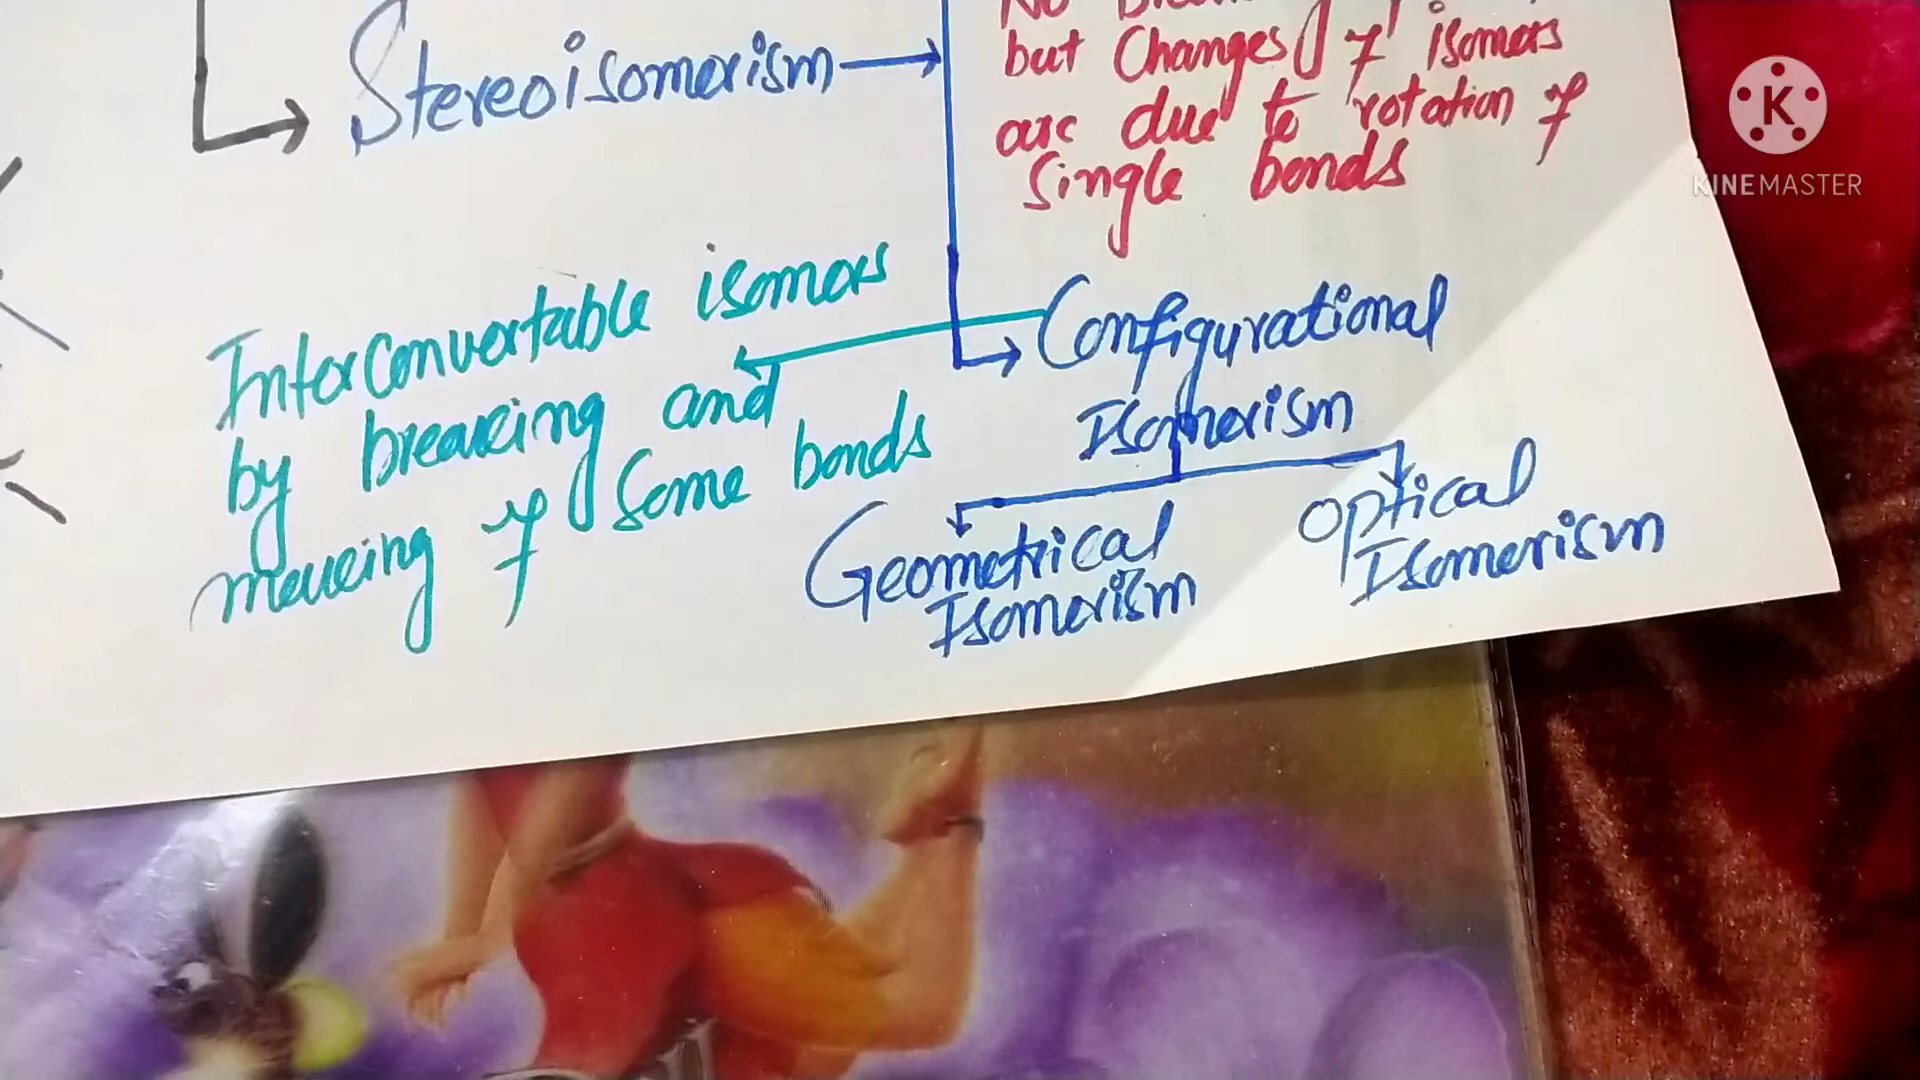 No
but Changes of isomers
are due to rotation of
single bonds
Stereoisomerism
KINEMASTER
Interconvertable isomers
by breaking and
of some bonds
Configurational
Isomerism
Geometrical
Isomerism
Optical
Isomerism